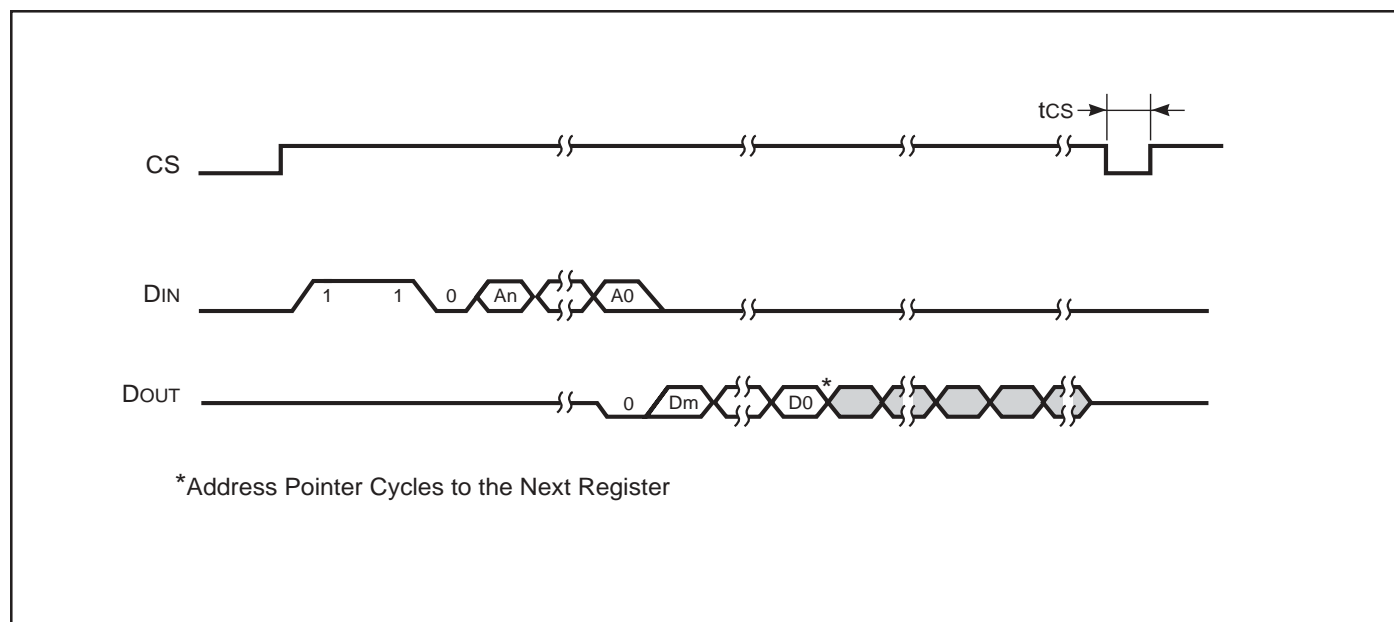 tCS
CS
DIN
1 1 0 An A0
DOUT
0 Dm D0 *
*Address Pointer Cycles to the Next Register